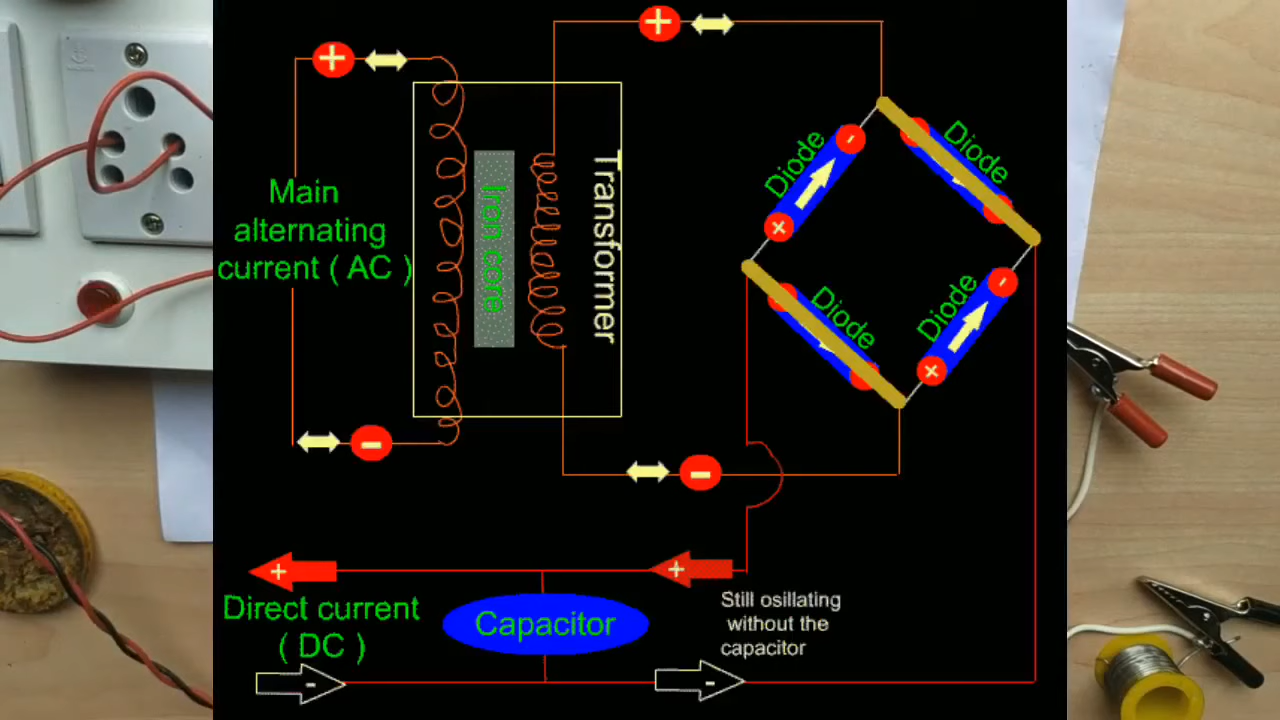 Main
alternating
current ( AC )
Iron core
Transformer
Diode
Diode
Diode
Diode
Direct current
( DC )
Capacitor
Still osillating
without the
capacitor